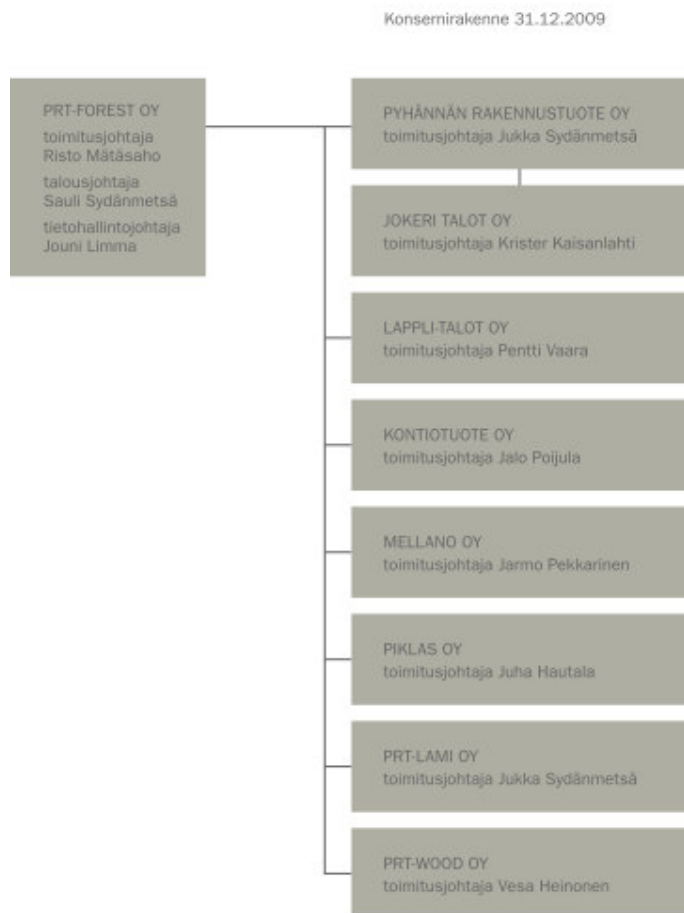 Konsernirakenne 31.12.2009
PRT-FOREST OY
toimitusjohtaja
Risto Mätäsaho
talousjohtaja
Sauli Sydänmetsä
tietohallintojohtaja
Jouni Limma
PYHÄNNÄN RAKENNUSTUOTE OY
toimitusjohtaja Jukka Sydänmetsä
JOKERI TALOT OY
toimitusjohtaja Krister Kaisanlahti
LAPPLI-TALOT OY
toimitusjohtaja Pentti Vaara
KONTIOTUOTE OY
toimitusjohtaja Jalo Poijula
MELLANO OY
toimitusjohtaja Jarmo Pekkarinen
PIKLAS OY
toimitusjohtaja Juha Hautala
PRT-LAMI OY
toimitusjohtaja Jukka Sydänmetsä
PRT-WOOD OY
toimitusjohtaja Vesa Heinonen